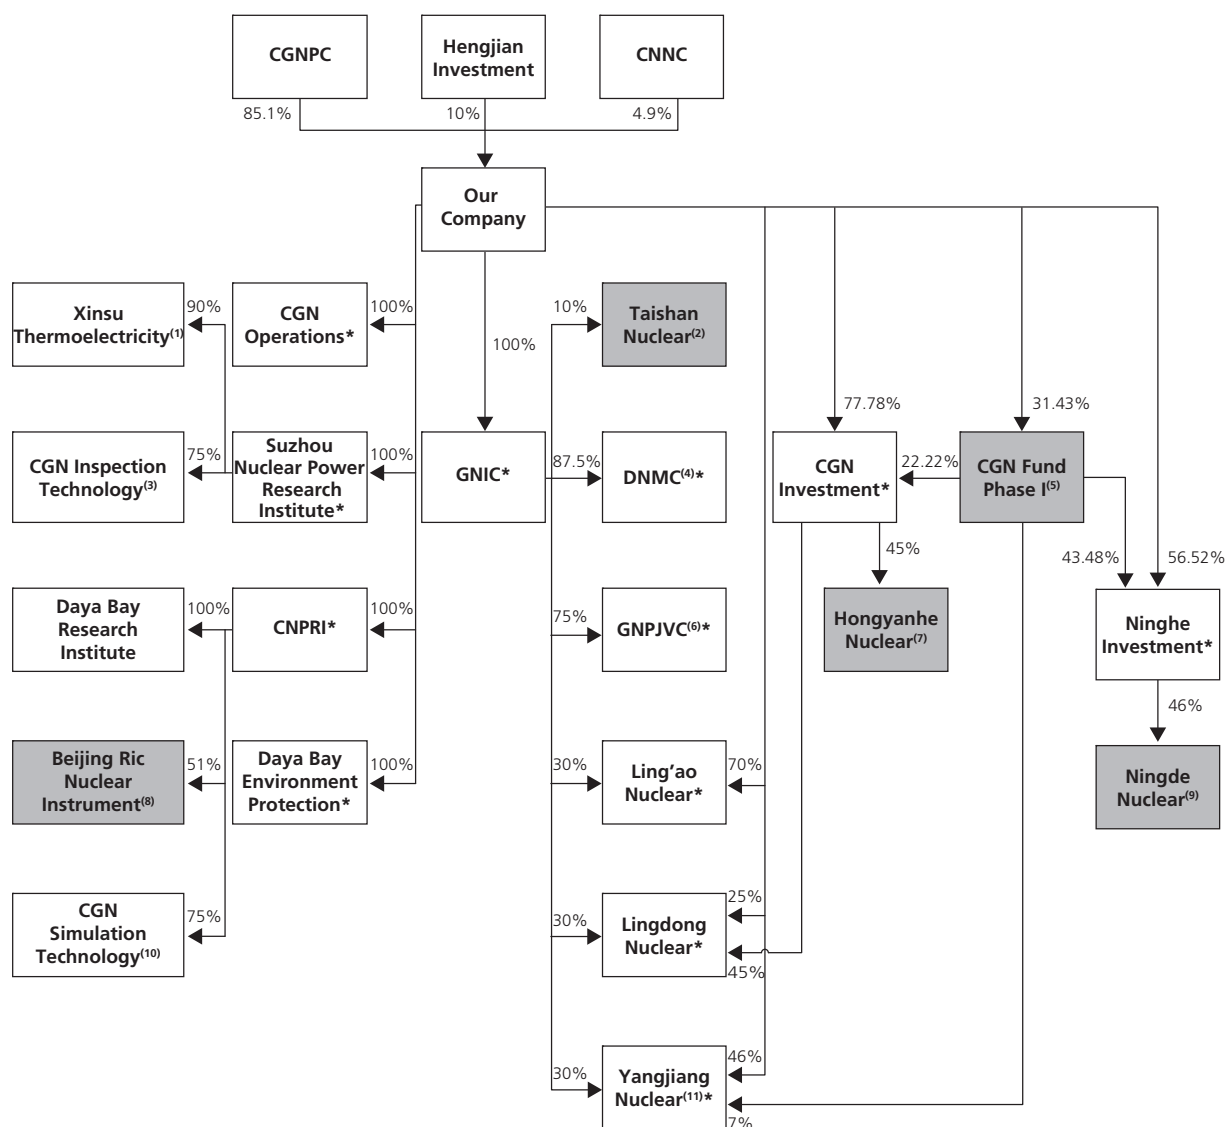 CGNPC
Hengjian
Investment
CNNC
85.1%
10%
4.9%
Our
Company
Xinsu
Thermoelectricity(1)
90%
CGN
Operations*
100%
100%
10%
Taishan
Nuclear(2)
77.78%
31.43%
CGN Inspection
Technology(3)
75%
Suzhou
Nuclear Power
Research
Institute*
100%
GNIC*
87.5%
DNMC(4)*
CGN
Investment*
22.22%
CGN Fund
Phase I(5)
45%
43.48%
56.52%
Daya Bay
Research
Institute
100%
CNPRI*
100%
75%
GNPJVC(6)*
Hongyanhe
Nuclear(7)
Ninghe
Investment*
46%
Beijing Ric
Nuclear
Instrument(8)
51%
Daya Bay
Environment
Protection*
100%
30%
Ling’ao
Nuclear*
70%
Ningde
Nuclear(9)
CGN
Simulation
Technology(10)
75%
30%
Lingdong
Nuclear*
25%
45%
30%
Yangjiang
Nuclear(11)*
46%
7%